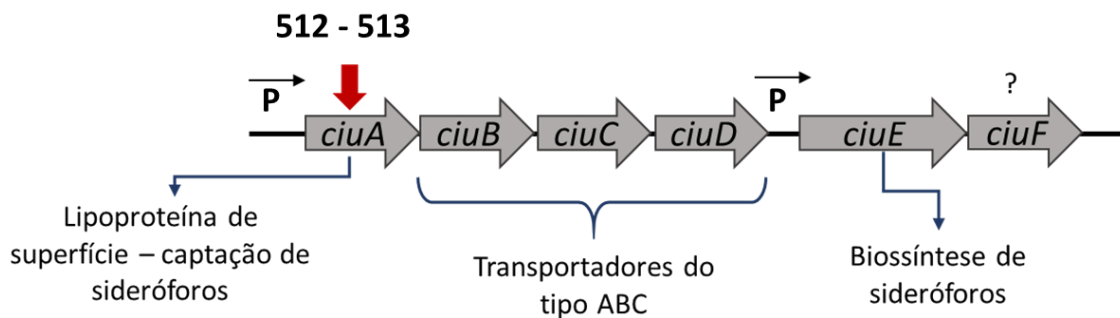 512 - 513
P
P
?
ciuA
ciuB
ciuC
ciuD
ciuE
ciuF
Lipoproteína de
superfície – captação de
sideróforos
Transportadores do
tipo ABC
Biossíntese de
sideróforos